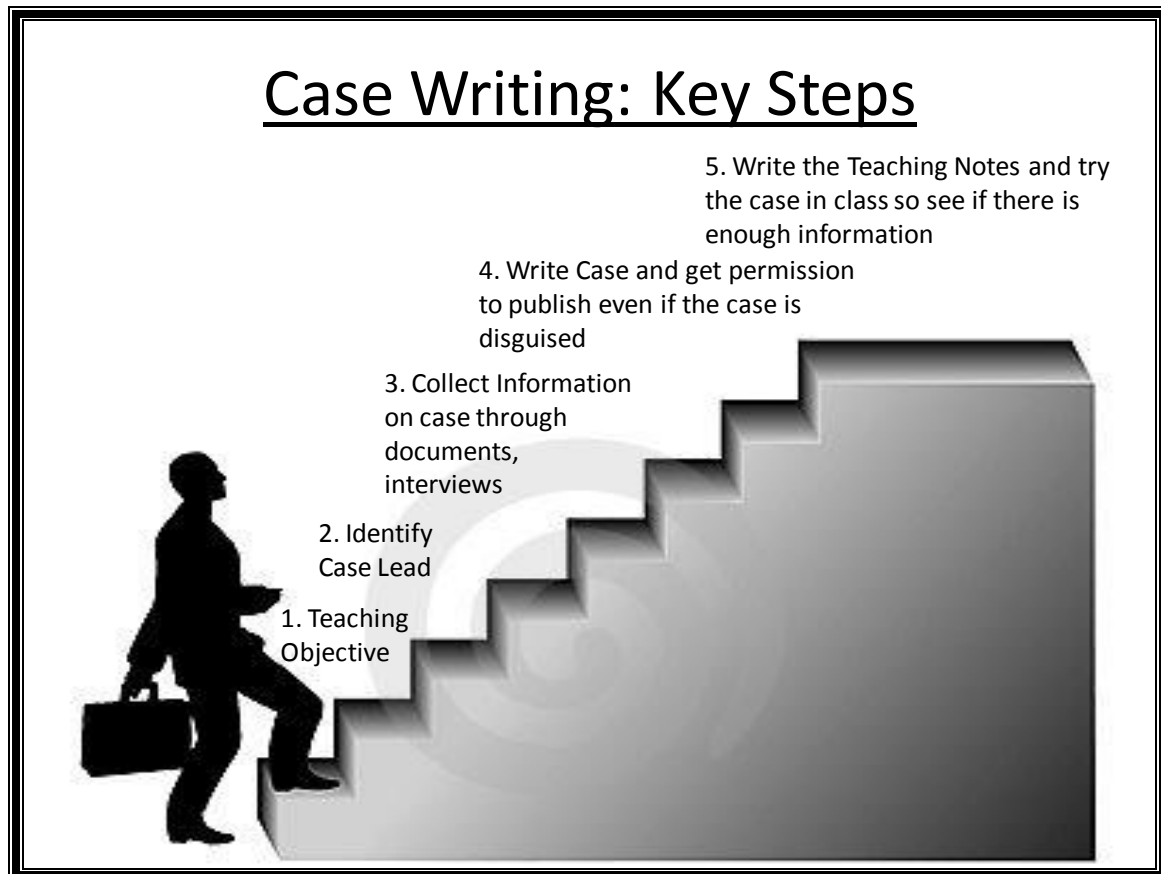 Case Writing: Key Steps
5. Write the Teaching Notes and try
the case in class so see if there is
enough information
4. Write Case and get permission
to publish even if the case is
disguised
3. Collect Information
on case through
documents,
interviews
2. Identify
Case Lead
1. Teaching
Objective